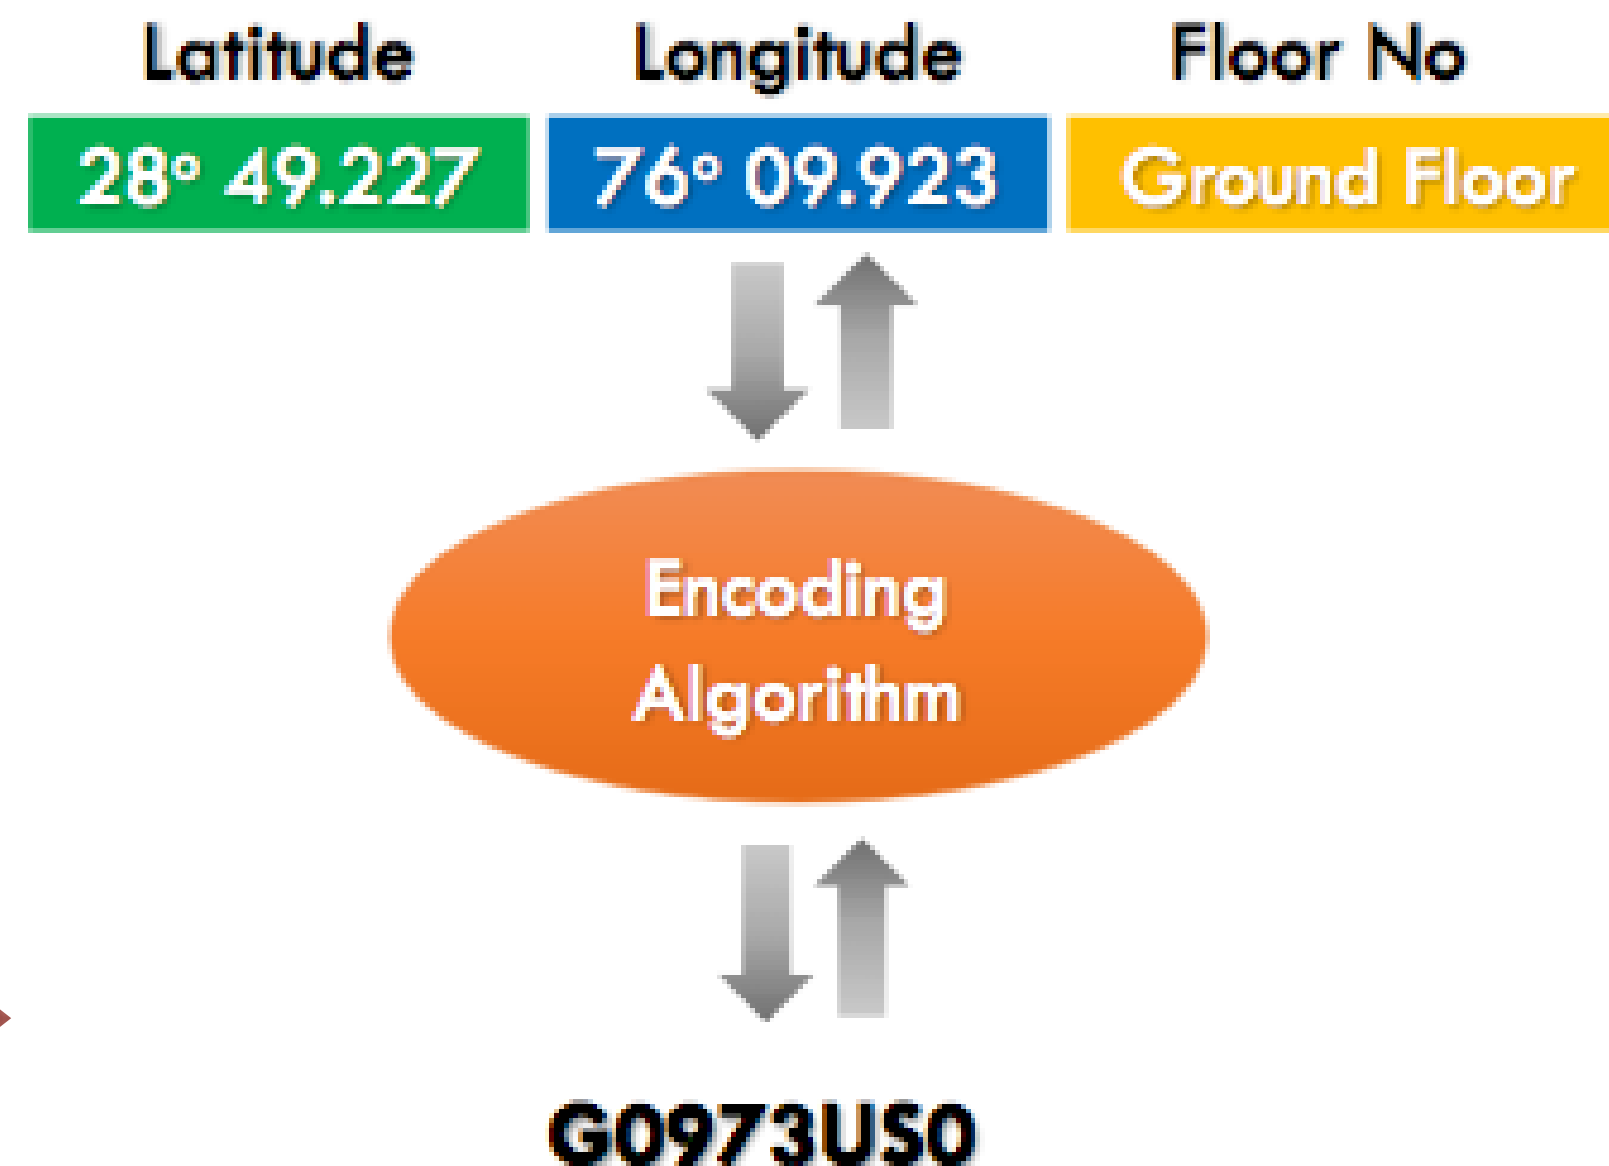 Latitude Longitude Floor No
28° 49.227 76° 09.923 Ground Floor
Encoding
Algorithm
G0973US0